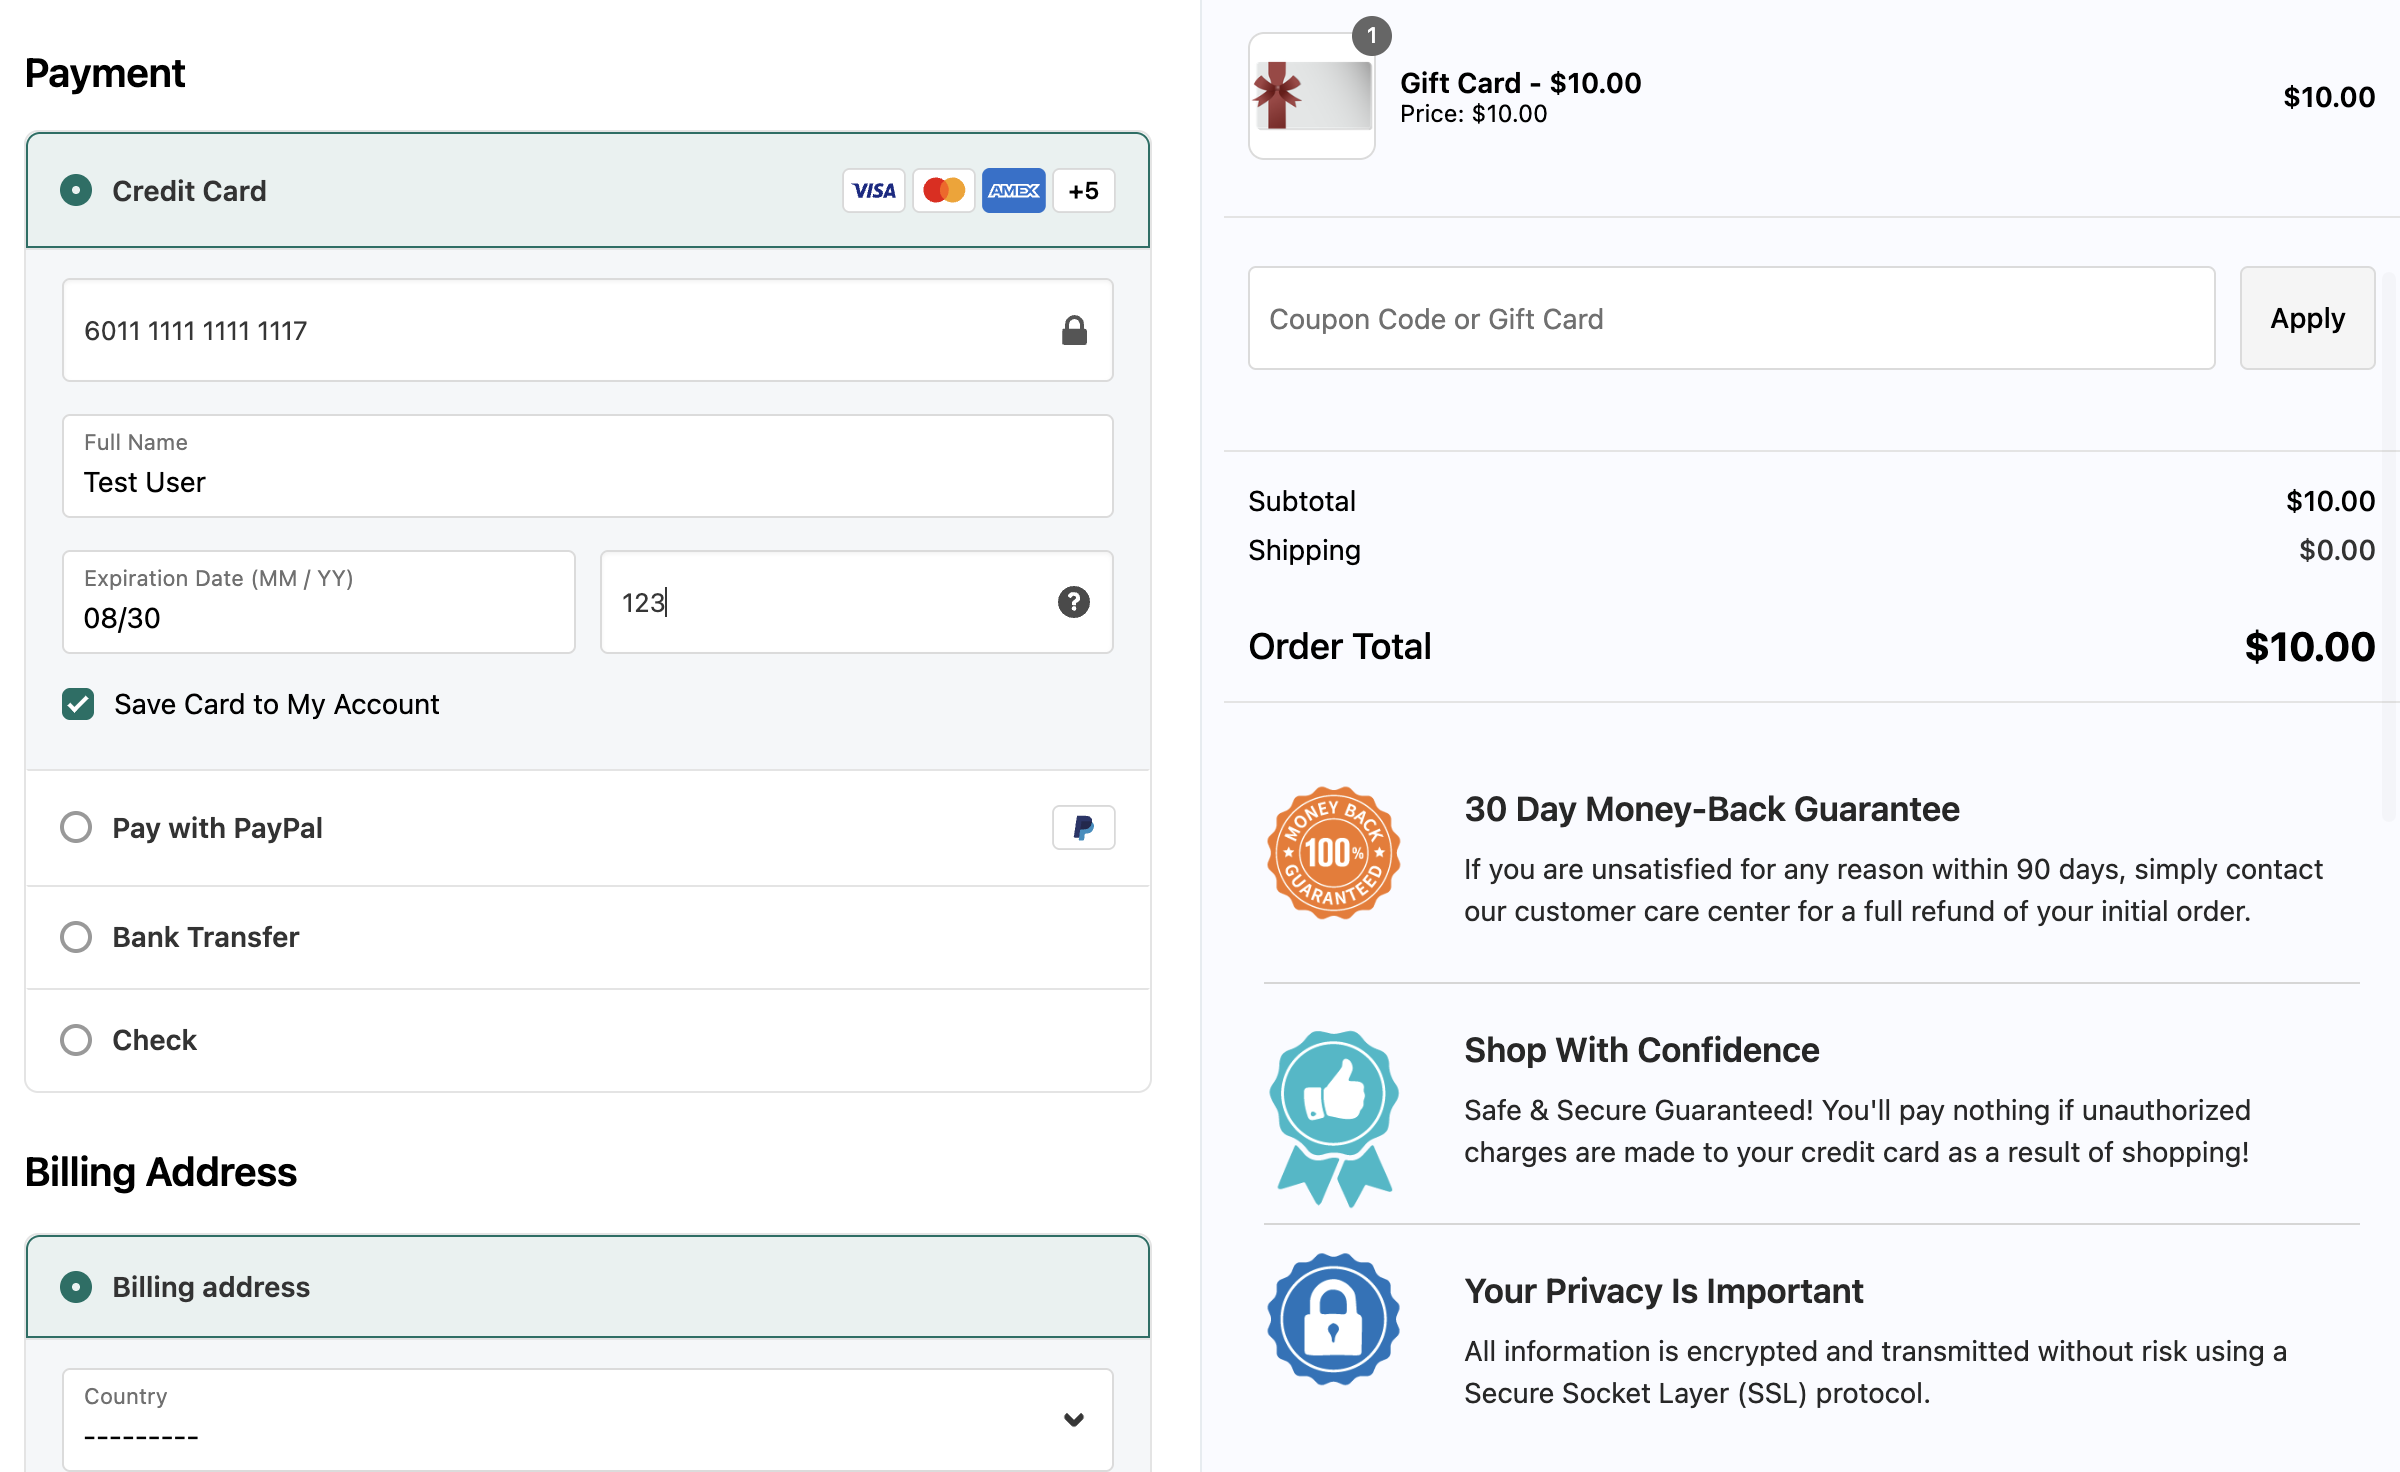 Payment
Credit Card
VISA
AMEX
+5
6011 1111 1111 1117
Full Name
Test User
Expiration Date (MM / YY)
08/30
123
?
Save Card to My Account
Pay with PayPal
Bank Transfer
Check
Billing Address
Billing address
Country
---------
1
Gift Card - $10.00
Price: $10.00
$10.00
Coupon Code or Gift Card
Apply
Subtotal
$10.00
Shipping
$0.00
Order Total
$10.00
MONEY BACK
100%
GUARANTEED
30 Day Money-Back Guarantee
If you are unsatisfied for any reason within 90 days, simply contact
our customer care center for a full refund of your initial order.
Shop With Confidence
Safe & Secure Guaranteed! You'll pay nothing if unauthorized
charges are made to your credit card as a result of shopping!
Your Privacy Is Important
All information is encrypted and transmitted without risk using a
Secure Socket Layer (SSL) protocol.